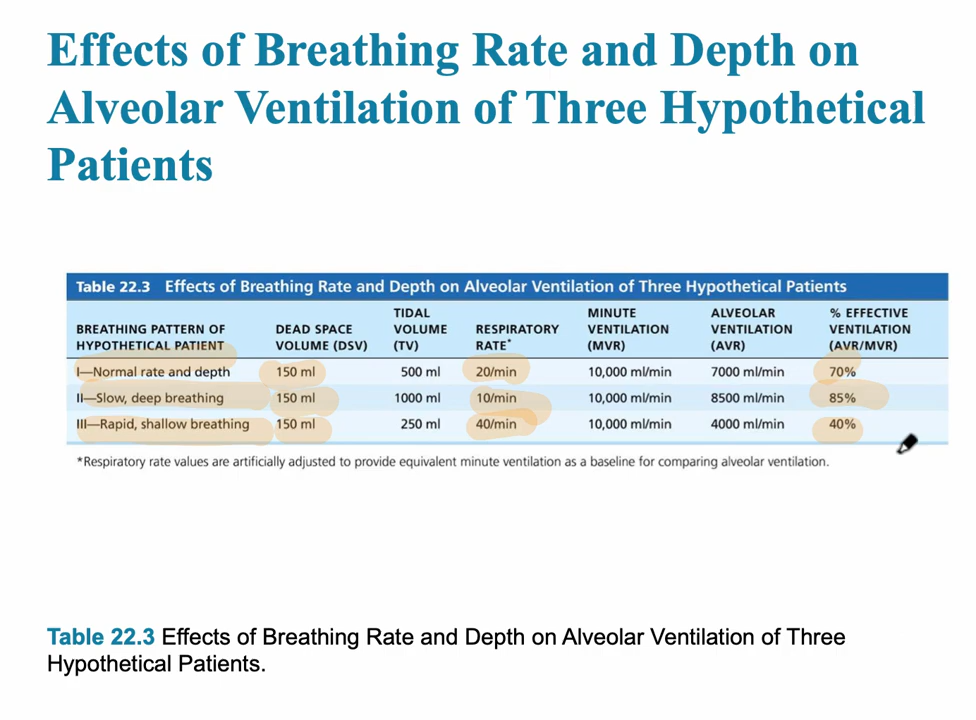 Effects of Breathing Rate and Depth on
Alveolar Ventilation of Three Hypothetical
Patients
Table 22.3 Effects of Breathing Rate and Depth on Alveolar Ventilation of Three Hypothetical Patients
BREATHING PATTERN OF HYPOTHETICAL PATIENT DEAD SPACE VOLUME (DSV) TIDAL VOLUME (TV) RESPIRATORY RATE* MINUTE VENTILATION (MVR) ALVEOLAR VENTILATION (AVR) % EFFECTIVE VENTILATION (AVR/MVR)
I—Normal rate and depth 150 ml 500 ml 20/min 10,000 ml/min 7000 ml/min 70%
II—Slow, deep breathing 150 ml 1000 ml 10/min 10,000 ml/min 8500 ml/min 85%
III—Rapid, shallow breathing 150 ml 250 ml 40/min 10,000 ml/min 4000 ml/min 40%
*Respiratory rate values are artificially adjusted to provide equivalent minute ventilation as a baseline for comparing alveolar ventilation.
Table 22.3 Effects of Breathing Rate and Depth on Alveolar Ventilation of Three
Hypothetical Patients.